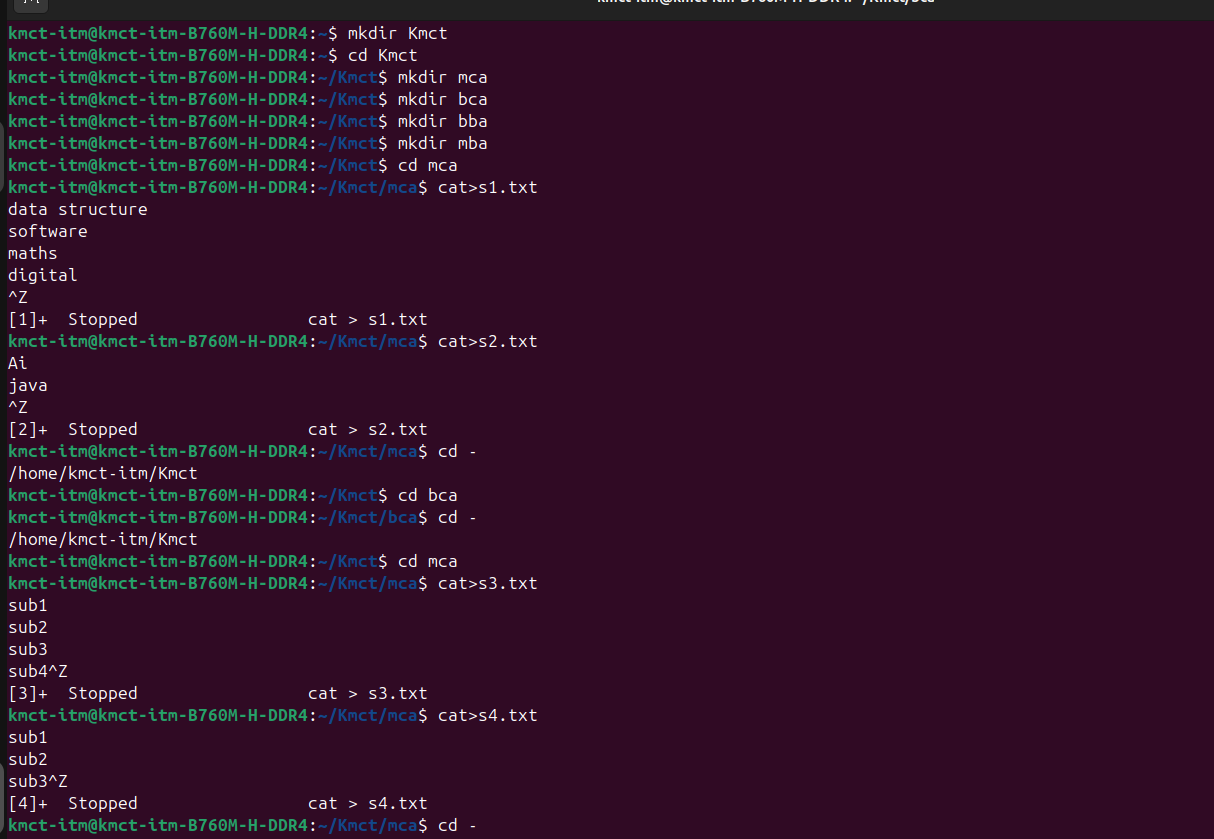 kmct-itm@kmct-itm-B760M-H-DDR4:~$ mkdir Kmct
kmct-itm@kmct-itm-B760M-H-DDR4:~$ cd Kmct
kmct-itm@kmct-itm-B760M-H-DDR4:~/Kmct$ mkdir mca
kmct-itm@kmct-itm-B760M-H-DDR4:~/Kmct$ mkdir bca
kmct-itm@kmct-itm-B760M-H-DDR4:~/Kmct$ mkdir bba
kmct-itm@kmct-itm-B760M-H-DDR4:~/Kmct$ mkdir mba
kmct-itm@kmct-itm-B760M-H-DDR4:~/Kmct$ cd mca
kmct-itm@kmct-itm-B760M-H-DDR4:~/Kmct/mca$ cat>s1.txt
data structure
software
maths
digital
^Z
[1]+  Stopped                 cat > s1.txt
kmct-itm@kmct-itm-B760M-H-DDR4:~/Kmct/mca$ cat>s2.txt
Ai
java
^Z
[2]+  Stopped                 cat > s2.txt
kmct-itm@kmct-itm-B760M-H-DDR4:~/Kmct/mca$ cd -
/home/kmct-itm/Kmct
kmct-itm@kmct-itm-B760M-H-DDR4:~/Kmct$ cd bca
kmct-itm@kmct-itm-B760M-H-DDR4:~/Kmct/bca$ cd -
/home/kmct-itm/Kmct
kmct-itm@kmct-itm-B760M-H-DDR4:~/Kmct$ cd mca
kmct-itm@kmct-itm-B760M-H-DDR4:~/Kmct/mca$ cat>s3.txt
sub1
sub2
sub3
sub4^Z
[3]+  Stopped                 cat > s3.txt
kmct-itm@kmct-itm-B760M-H-DDR4:~/Kmct/mca$ cat>s4.txt
sub1
sub2
sub3^Z
[4]+  Stopped                 cat > s4.txt
kmct-itm@kmct-itm-B760M-H-DDR4:~/Kmct/mca$ cd -